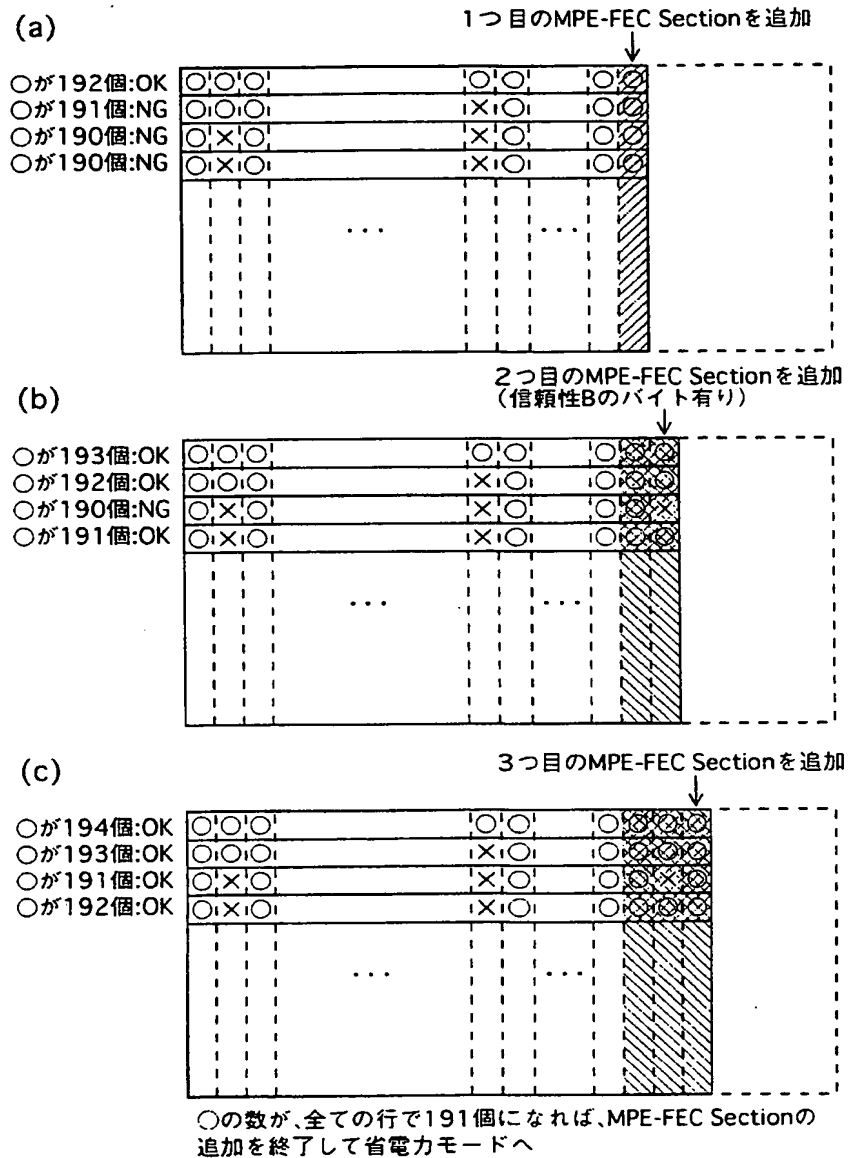 (a)
1つ目のMPE-FEC Sectionを追加
○が192個:OK
○が191個:NG
○が190個:NG
○が190個:NG
(b)
2つ目のMPE-FEC Sectionを追加
(信頼性Bのバイト有り)
○が193個:OK
○が192個:OK
○が190個:NG
○が191個:OK
(c)
3つ目のMPE-FEC Sectionを追加
○が194個:OK
○が193個:OK
○が191個:OK
○が192個:OK
○の数が、全ての行で191個になれば、MPE-FEC Sectionの
追加を終了して省電力モードへ